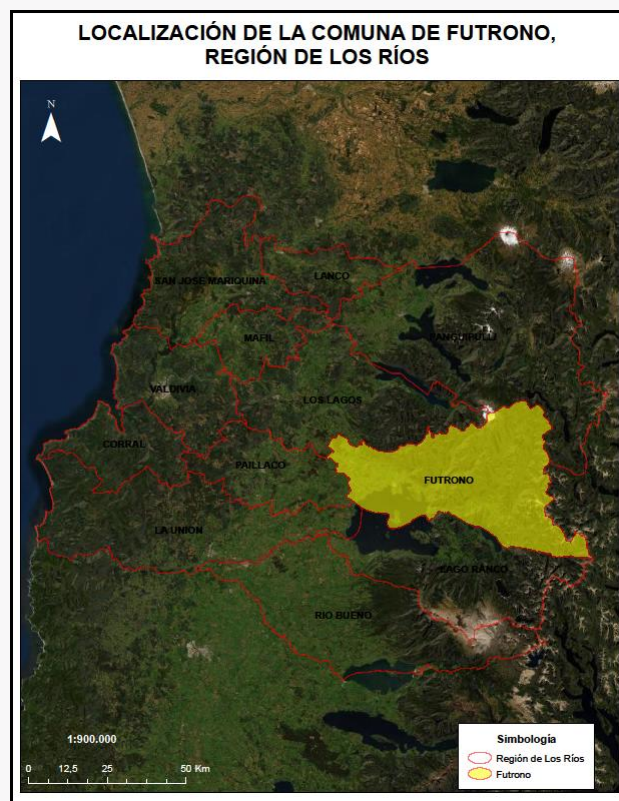 LOCALIZACIÓN DE LA COMUNA DE FUTRONO,
REGIÓN DE LOS RÍOS
N
SAN JOSE MARIQUINA
LANCO
MAFIL
PANGUIPULLI
VALDIVIA
LOS LAGOS
CORRAL
PAILLACO
FUTRONO
LA UNION
LAGO RANCO
RIO BUENO
1:900.000
0 12,5 25 50 Km
Simbología
Región de Los Ríos
Futrono